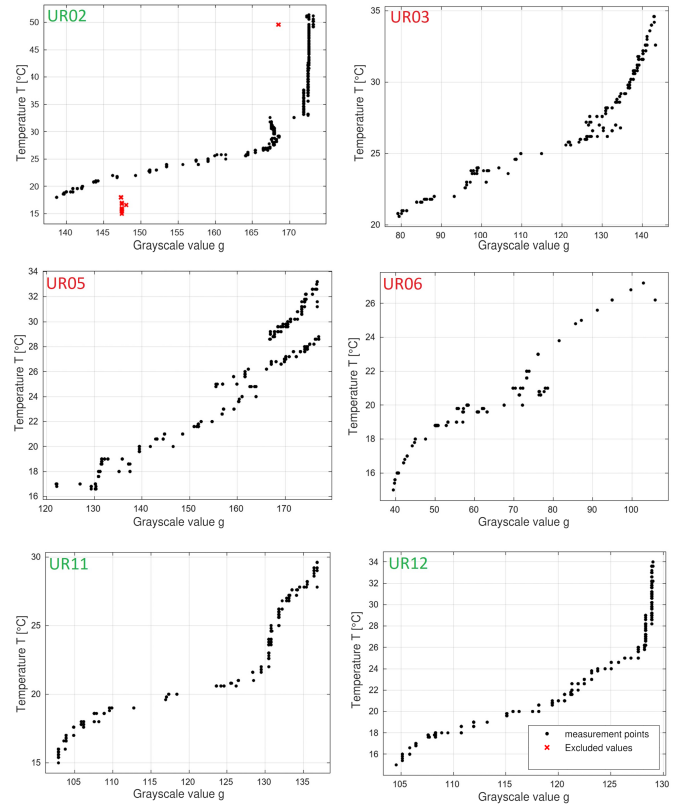 UR02
Temperature T [°C]
50
45
40
35
30
25
20
15
140 145 150 155 160 165 170
Grayscale value g
UR03
Temperature T [°C]
35
30
25
20
80 90 100 110 120 130 140
Grayscale value g
UR05
Temperature T [°C]
34
32
30
28
26
24
22
20
18
16
120 130 140 150 160 170
Grayscale value g
UR06
Temperature T [°C]
26
24
22
20
18
16
40 50 60 70 80 90 100
Grayscale value g
UR11
Temperature T [°C]
30
25
20
15
105 110 115 120 125 130 135
Grayscale value g
UR12
Temperature T [°C]
34
32
30
28
26
24
22
20
18
16
measurement points
Excluded values
105 110 115 120 125 130
Grayscale value g